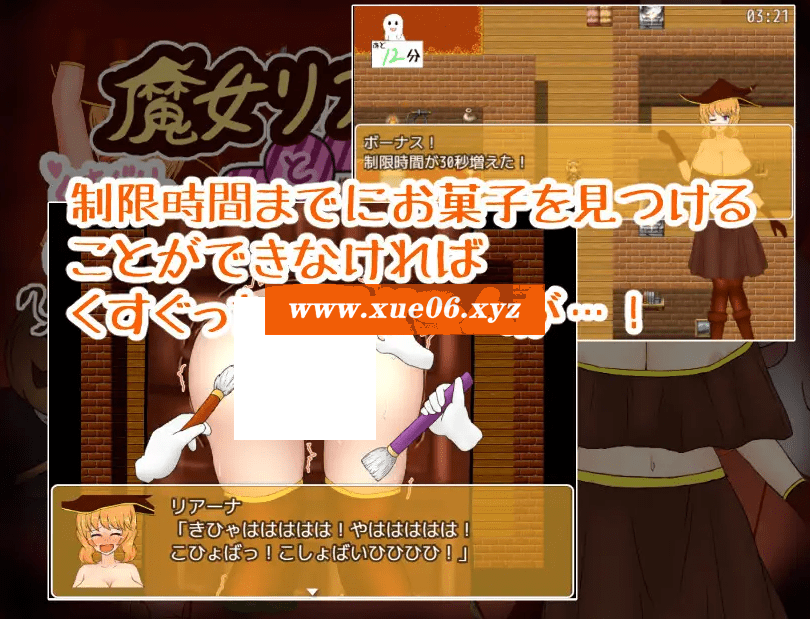 03:21
あと
12分
魔女リア
と
ボーナス！
制限時間が30秒増えた！
制限時間までにお菓子を見つける
ことができなければ
くすぐっ
が…！
www.xue06.xyz
リアーナ
「きひゃはははははは！やはははははは！
こひょばっ！こしょばいひひひひ！」